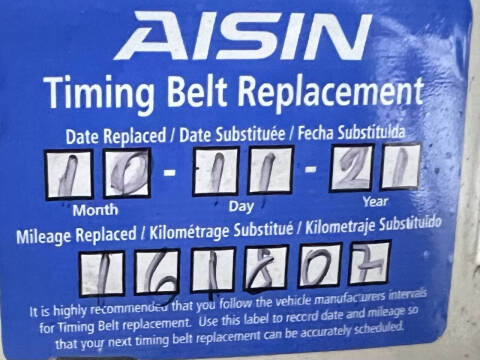 AISIN
Timing Belt Replacement
Date Replaced / Date Substituée / Fecha Substituida
10 - 11 - 21
Month Day Year
Mileage Replaced / Kilométrage Substitué / Kilometraje Substituido
161807
It is highly recommended that you follow the vehicle manufacturers intervals
for Timing Belt replacement. Use this label to record date and mileage so
that your next timing belt replacement can be accurately scheduled.